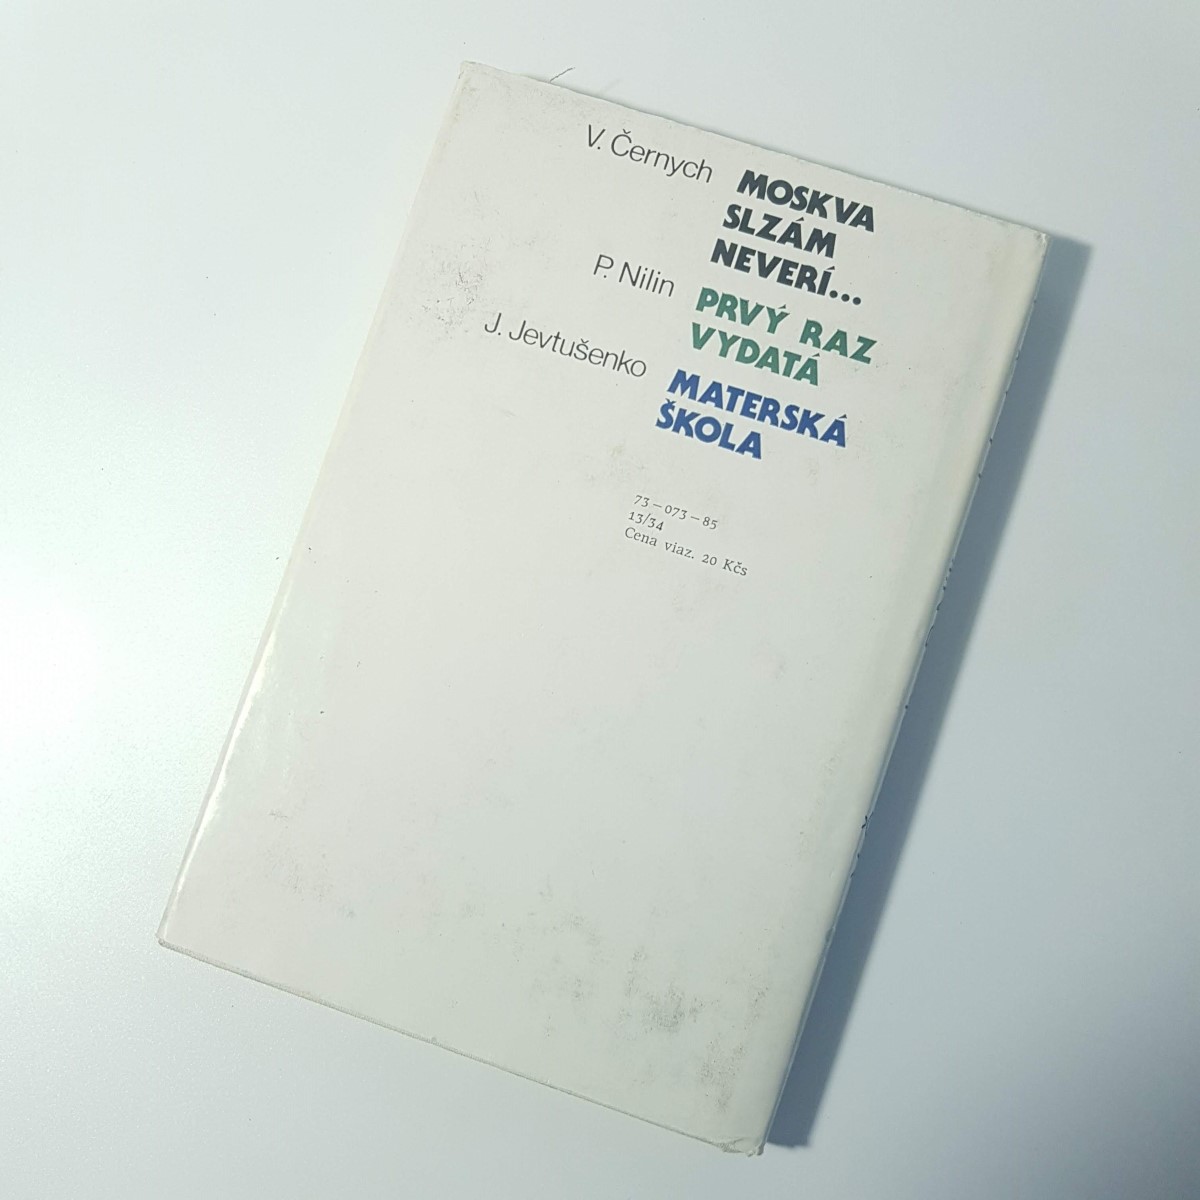 V. Černych MOSKVA
SLZÁM
NEVERÍ...
P. Nilin PRVÝ RAZ
VYDATÁ
J. Jevtušenko MATERSKÁ
ŠKOLA
73 – 073 – 85
13/34
Cena viaz. 20 Kčs